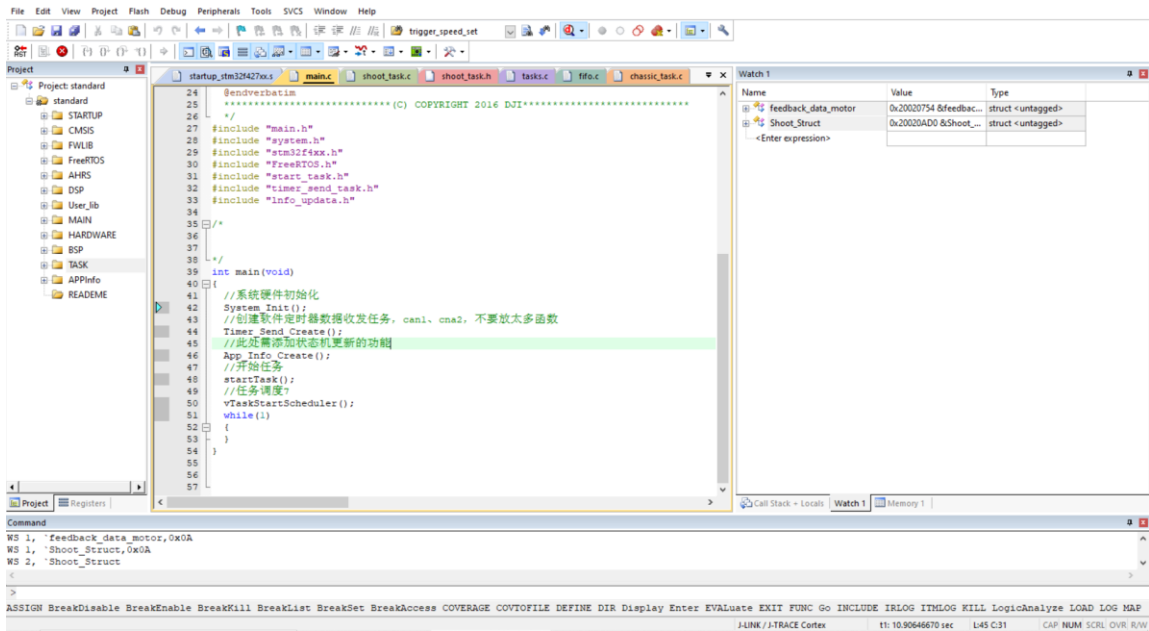 File Edit View Project Flash Debug Peripherals Tools SVCS Window Help
trigger_speed_set
RST
Project
Project: standard
standard
STARTUP
CMSIS
FWLIB
FreeRTOS
AHRS
DSP
User_lib
MAIN
HARDWARE
BSP
TASK
APPInfo
READEME
Project Registers
startup_stm32f427xx.s main.c shoot_task.c shoot_task.h tasks.c fifo.c chassic_task.c
24 @endverbatim
25 ****************************(C) COPYRIGHT 2016 DJI****************************
26 */
27 #include "main.h"
28 #include "system.h"
29 #include "stm32f4xx.h"
30 #include "FreeRTOS.h"
31 #include "start_task.h"
32 #include "timer_send_task.h"
33 #include "Info_updata.h"
34
35 /*
36
37
38 */
39 int main(void)
40 {
41 //系统硬件初始化
42 System_Init();
43 //创建软件定时器数据收发任务，can1、cna2，不要放太多函数
44 Timer_Send_Create();
45 //此处需添加状态机更新的功能
46 App_Info_Create();
47 //开始任务
48 startTask();
49 //任务调度7
50 vTaskStartScheduler();
51 while(1)
52 {
53 }
54 }
55
56
57
Watch 1
Name Value Type
feedback_data_motor 0x20020754 &feedbac... struct <untagged>
Shoot_Struct 0x20020AD0 &Shoot_... struct <untagged>
<Enter expression>
Call Stack + Locals Watch 1 Memory 1
Command
WS 1, `feedback_data_motor,0x0A
WS 1, `Shoot_Struct,0x0A
WS 2, `Shoot_Struct
>
ASSIGN BreakDisable BreakEnable BreakKill BreakList BreakSet BreakAccess COVERAGE COVTOFILE DEFINE DIR Display Enter EVALuate EXIT FUNC Go INCLUDE IRLOG ITMLOG KILL LogicAnalyze LOAD LOG MAP
J-LINK / J-TRACE Cortex t1: 10.90646670 sec L:45 C:31 CAP NUM SCRL OVR R/W